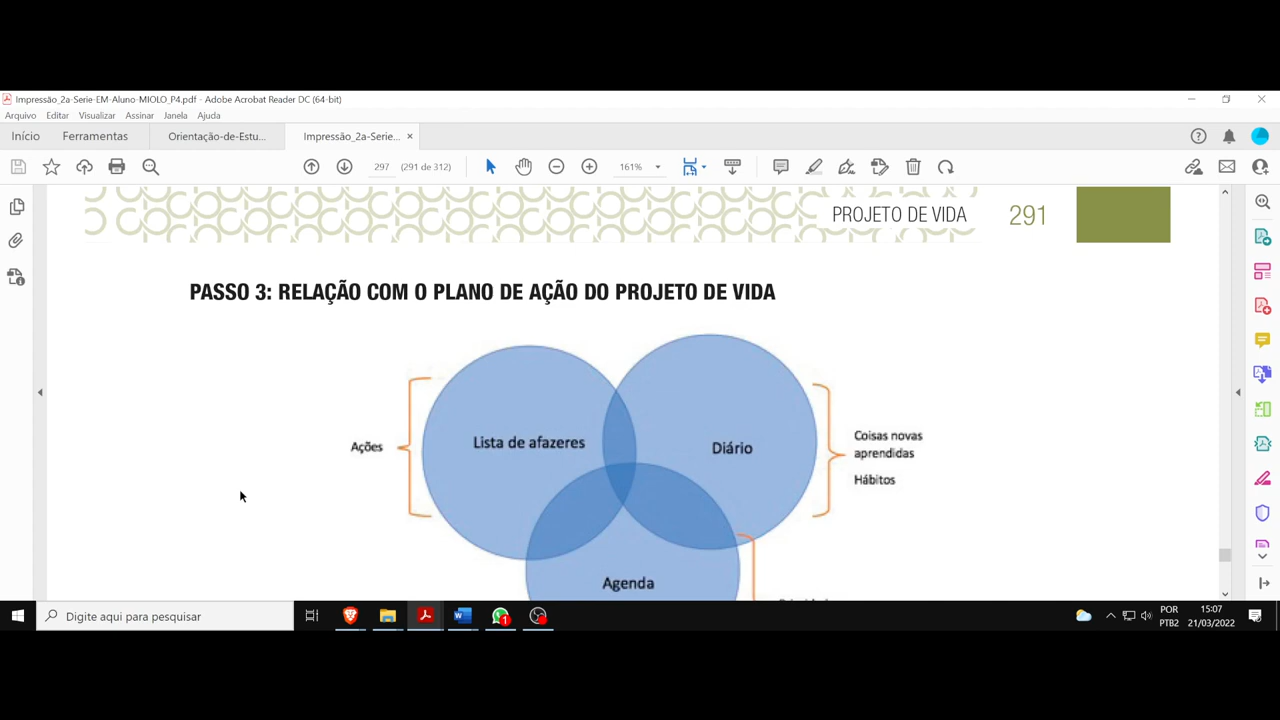 Impressão_2a-Serie-EM-Aluno-MIOLO_P4.pdf - Adobe Acrobat Reader DC (64-bit)
Arquivo Editar Visualizar Assinar Janela Ajuda
Início Ferramentas Orientação-de-Estu... Impressão_2a-Serie... ×
297 (291 de 312) 161%
PROJETO DE VIDA 291
PASSO 3: RELAÇÃO COM O PLANO DE AÇÃO DO PROJETO DE VIDA
Ações
Lista de afazeres
Diário
Coisas novas
aprendidas
Hábitos
Agenda
Digite aqui para pesquisar
1
POR
PTB2
15:07
21/03/2022